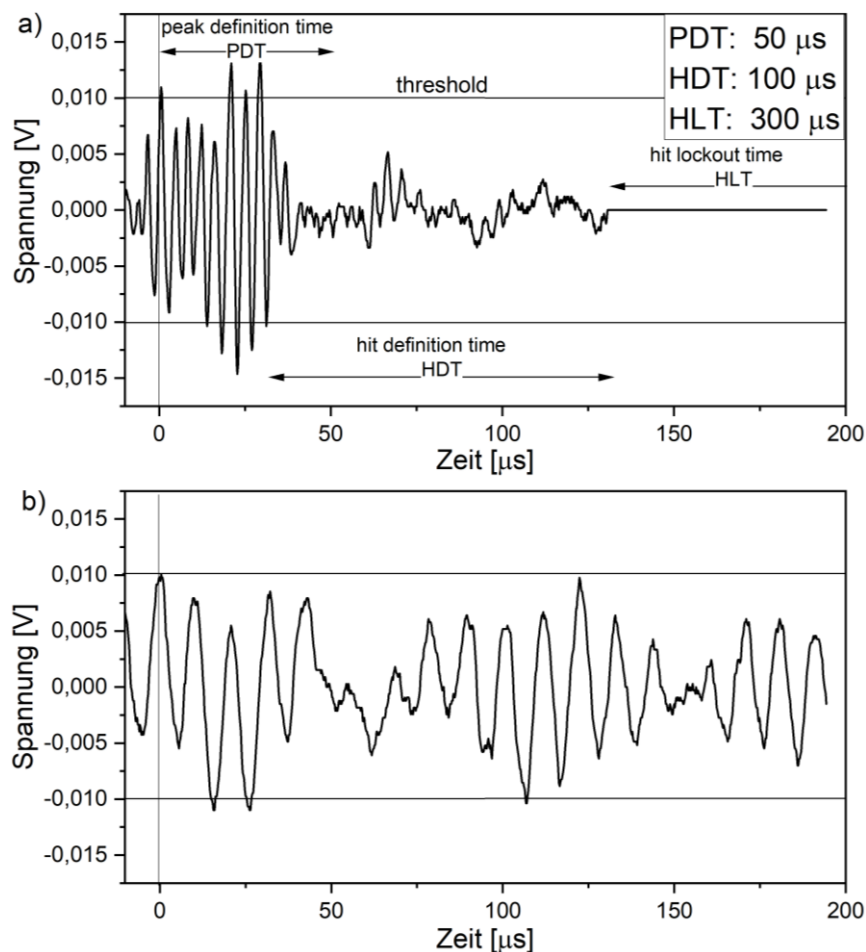 a)
peak definition time
PDT
PDT: 50 μs
HDT: 100 μs
HLT: 300 μs
threshold
hit lockout time
HLT
hit definition time
HDT
0,015
0,010
0,005
0,000
-0,005
-0,010
-0,015
Spannung [V]
0 50 100 150 200
Zeit [μs]
b)
0,015
0,010
0,005
0,000
-0,005
-0,010
-0,015
Spannung [V]
0 50 100 150 200
Zeit [μs]